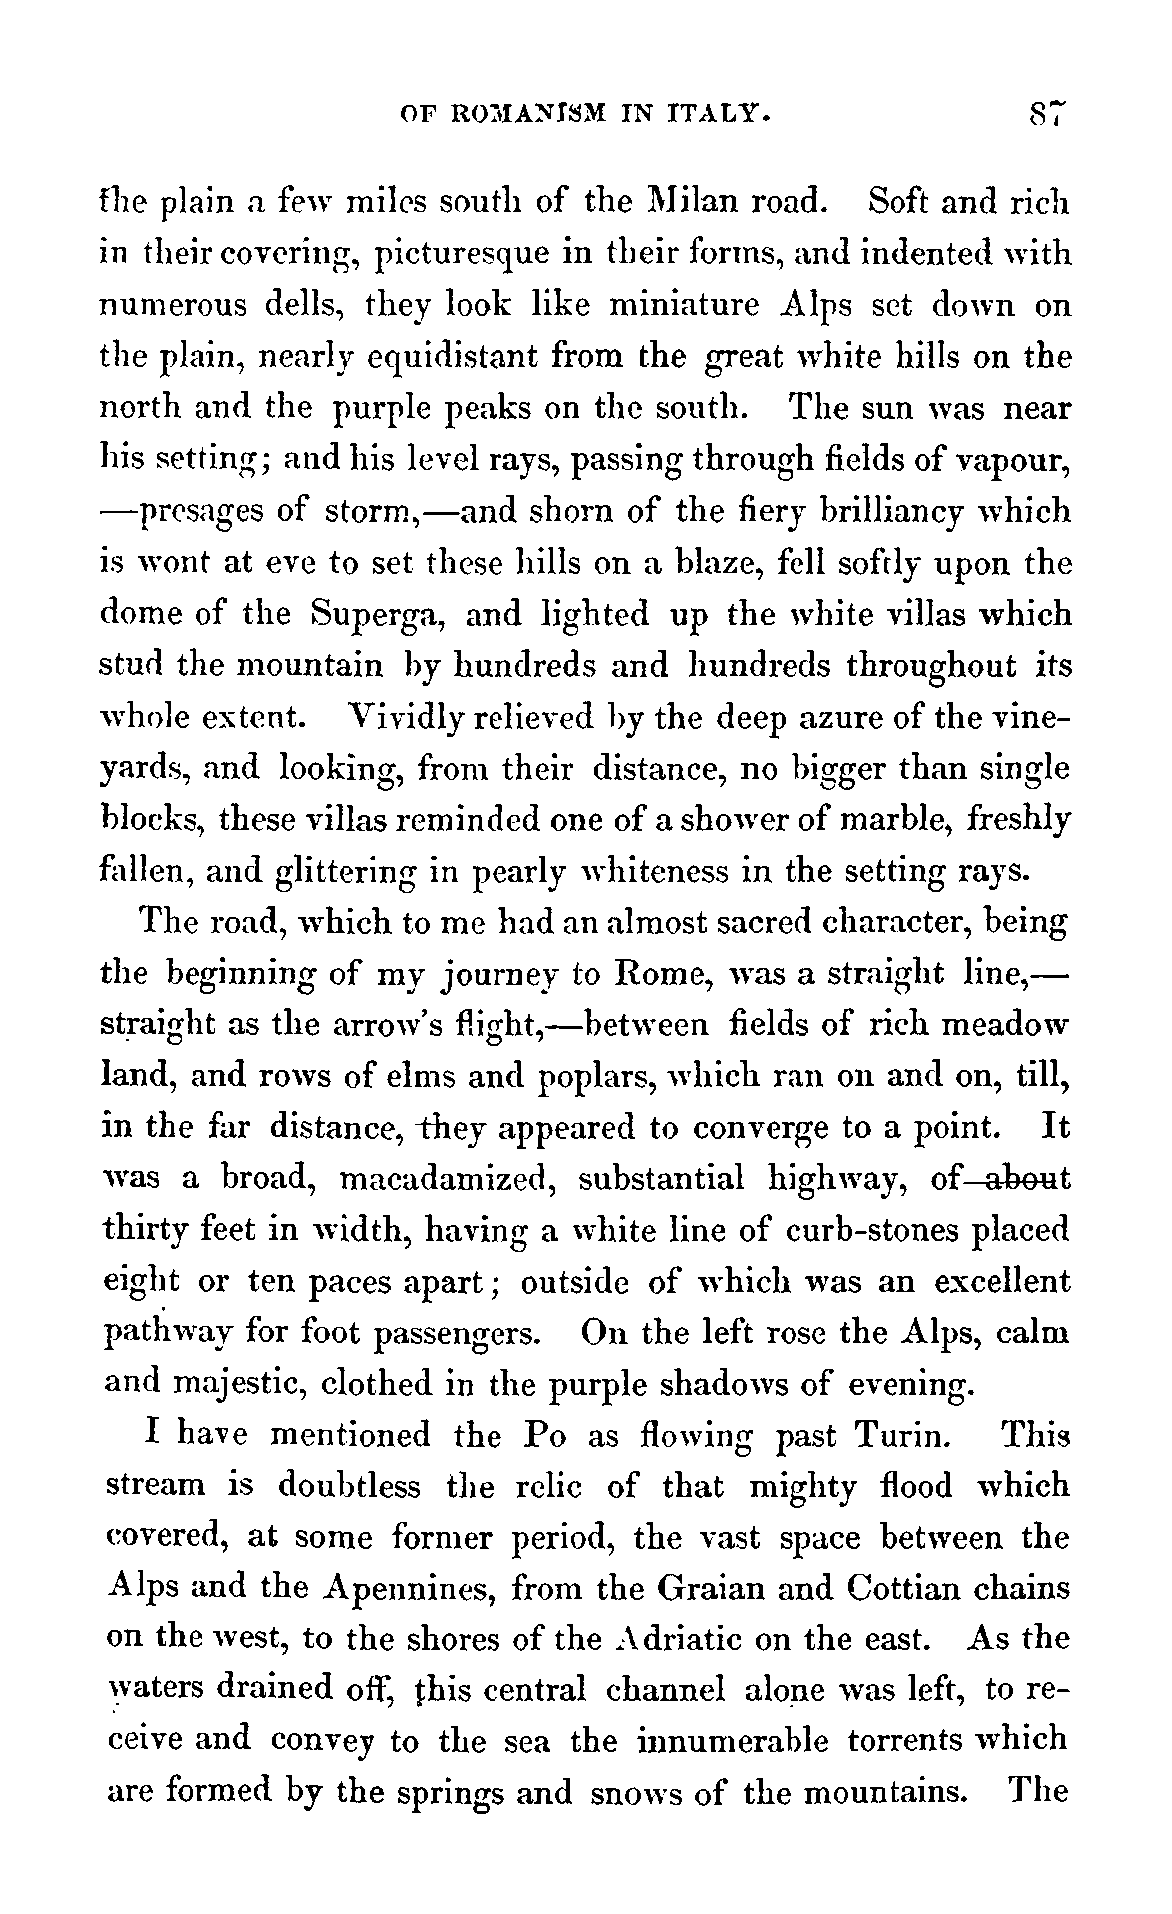 OF ROMANISM IN ITALY. 87
the plain a few miles south of the Milan road. Soft and rich
in their covering, picturesque in their forms, and indented with
numerous dells, they look like miniature Alps set down on
the plain, nearly equidistant from the great white hills on the
north and the purple peaks on the south. The sun was near
his setting; and his level rays, passing through fields of vapour,
—presages of storm,—and shorn of the fiery brilliancy which
is wont at eve to set these hills on a blaze, fell softly upon the
dome of the Superga, and lighted up the white villas which
stud the mountain by hundreds and hundreds throughout its
whole extent. Vividly relieved by the deep azure of the vine-
yards, and looking, from their distance, no bigger than single
blocks, these villas reminded one of a shower of marble, freshly
fallen, and glittering in pearly whiteness in the setting rays.
The road, which to me had an almost sacred character, being
the beginning of my journey to Rome, was a straight line,—
straight as the arrow's flight,—between fields of rich meadow
land, and rows of elms and poplars, which ran on and on, till,
in the far distance, they appeared to converge to a point. It
was a broad, macadamized, substantial highway, of about
thirty feet in width, having a white line of curb-stones placed
eight or ten paces apart; outside of which was an excellent
pathway for foot passengers. On the left rose the Alps, calm
and majestic, clothed in the purple shadows of evening.
I have mentioned the Po as flowing past Turin. This
stream is doubtless the relic of that mighty flood which
covered, at some former period, the vast space between the
Alps and the Apennines, from the Graian and Cottian chains
on the west, to the shores of the Adriatic on the east. As the
waters drained off, this central channel alone was left, to re-
ceive and convey to the sea the innumerable torrents which
are formed by the springs and snows of the mountains. The